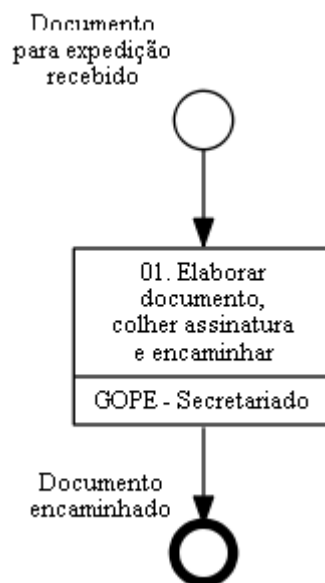 Documento
para expedição
recebido
01. Elaborar
documento,
colher assinatura
e encaminhar
GOPE - Secretariado
Documento
encaminhado